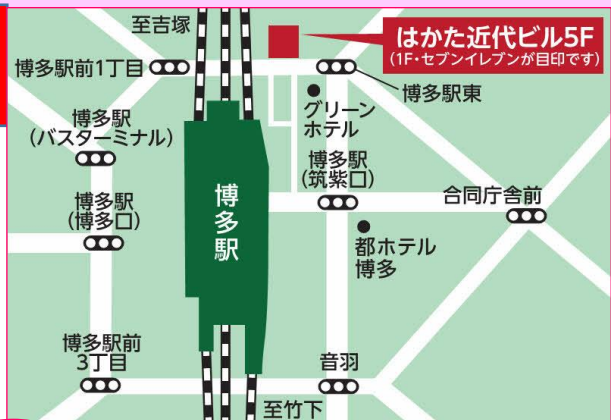 至吉塚
はかた近代ビル5F
(1F・セブンイレブンが目印です)
博多駅前1丁目
博多駅東
グリーン
ホテル
博多駅
(バスターミナル)
博多駅
(筑紫口)
合同庁舎前
博多駅
(博多口)
博多駅
都ホテル
博多
博多駅前
3丁目
音羽
至竹下